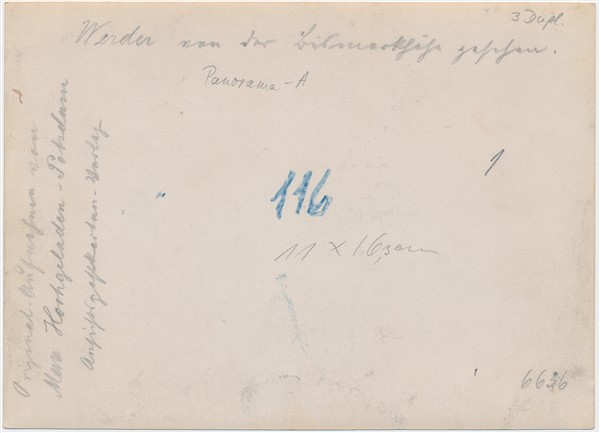 3 Dupl.
Werder von der Bismarckhöhe gesehen.
Panorama-A
1
116
11 x 16,
6636
Original-Aufnahme von
Max Hochgeladen-Potsdam
Ansichtspostkarten-Verlag